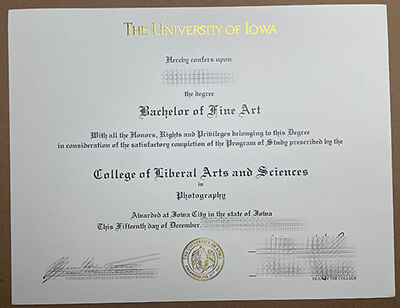 THE UNIVERSITY OF IOWA
Hereby confers upon
the degree
Bachelor of Fine Art
With all the Honors, Rights and Privileges belonging to this Degree
in consideration of the satisfactory completion of the Program of Study prescribed by the
College of Liberal Arts and Sciences
in
Photography
Awarded at Iowa City in the state of Iowa
This Fifteenth day of December